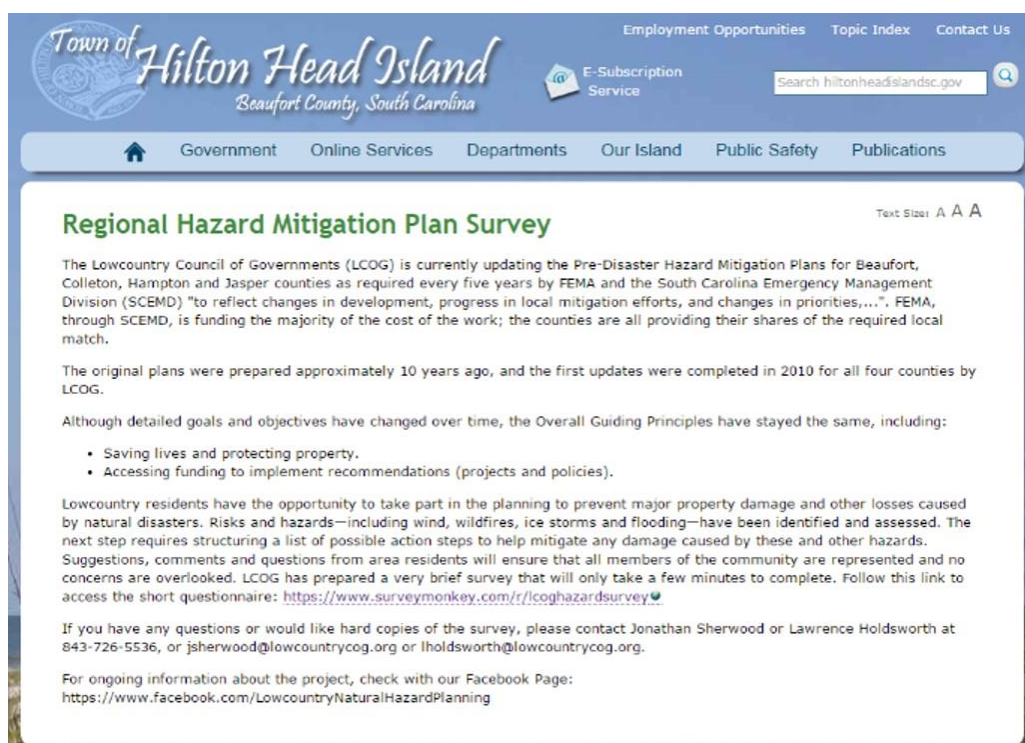 Employment Opportunities Topic Index Contact Us
Town of
Hilton Head Island
Beaufort County, South Carolina
E-Subscription
Service
Search hiltonheadislandsc.gov
Government Online Services Departments Our Island Public Safety Publications
Text Size: A A A
Regional Hazard Mitigation Plan Survey
The Lowcountry Council of Governments (LCOG) is currently updating the Pre-Disaster Hazard Mitigation Plans for Beaufort,
Colleton, Hampton and Jasper counties as required every five years by FEMA and the South Carolina Emergency Management
Division (SCEMD) "to reflect changes in development, progress in local mitigation efforts, and changes in priorities,...". FEMA,
through SCEMD, is funding the majority of the cost of the work; the counties are all providing their shares of the required local
match.
The original plans were prepared approximately 10 years ago, and the first updates were completed in 2010 for all four counties by
LCOG.
Although detailed goals and objectives have changed over time, the Overall Guiding Principles have stayed the same, including:
• Saving lives and protecting property.
• Accessing funding to implement recommendations (projects and policies).
Lowcountry residents have the opportunity to take part in the planning to prevent major property damage and other losses caused
by natural disasters. Risks and hazards—including wind, wildfires, ice storms and flooding—have been identified and assessed. The
next step requires structuring a list of possible action steps to help mitigate any damage caused by these and other hazards.
Suggestions, comments and questions from area residents will ensure that all members of the community are represented and no
concerns are overlooked. LCOG has prepared a very brief survey that will only take a few minutes to complete. Follow this link to
access the short questionnaire: https://www.surveymonkey.com/r/lcoghazardsurvey
If you have any questions or would like hard copies of the survey, please contact Jonathan Sherwood or Lawrence Holdsworth at
843-726-5536, or jsherwood@lowcountrycog.org or lholdsworth@lowcountrycog.org.
For ongoing information about the project, check with our Facebook Page:
https://www.facebook.com/LowcountryNaturalHazardPlanning